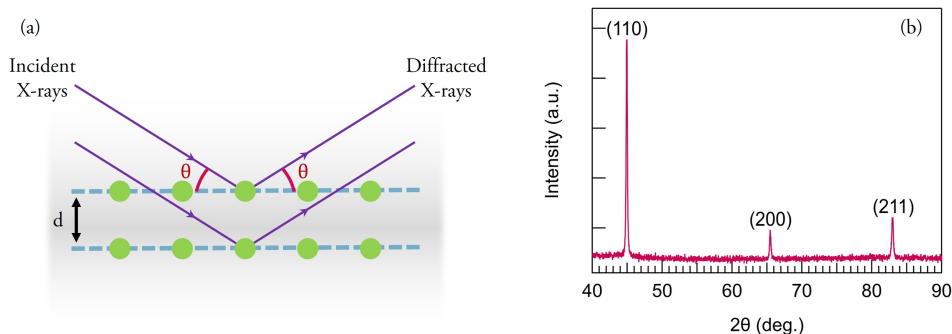 (a)
Incident
X-rays
Diffracted
X-rays
θ
θ
d
(b)
(110)
(200)
(211)
Intensity (a.u.)
40 50 60 70 80 90
2θ (deg.)